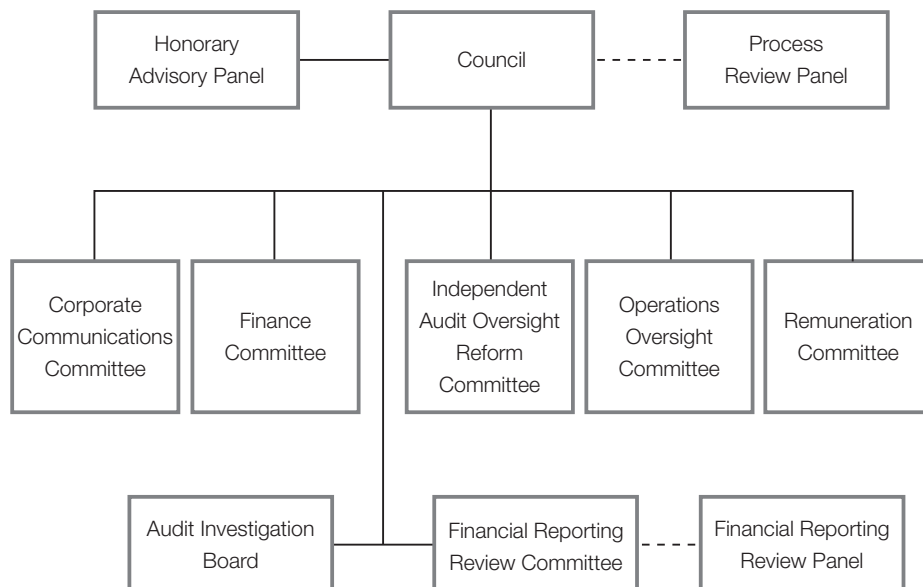 Honorary
Advisory Panel
Council
Process
Review Panel
Corporate
Communications
Committee
Finance
Committee
Independent
Audit Oversight
Reform
Committee
Operations
Oversight
Committee
Remuneration
Committee
Audit Investigation
Board
Financial Reporting
Review Committee
Financial Reporting
Review Panel